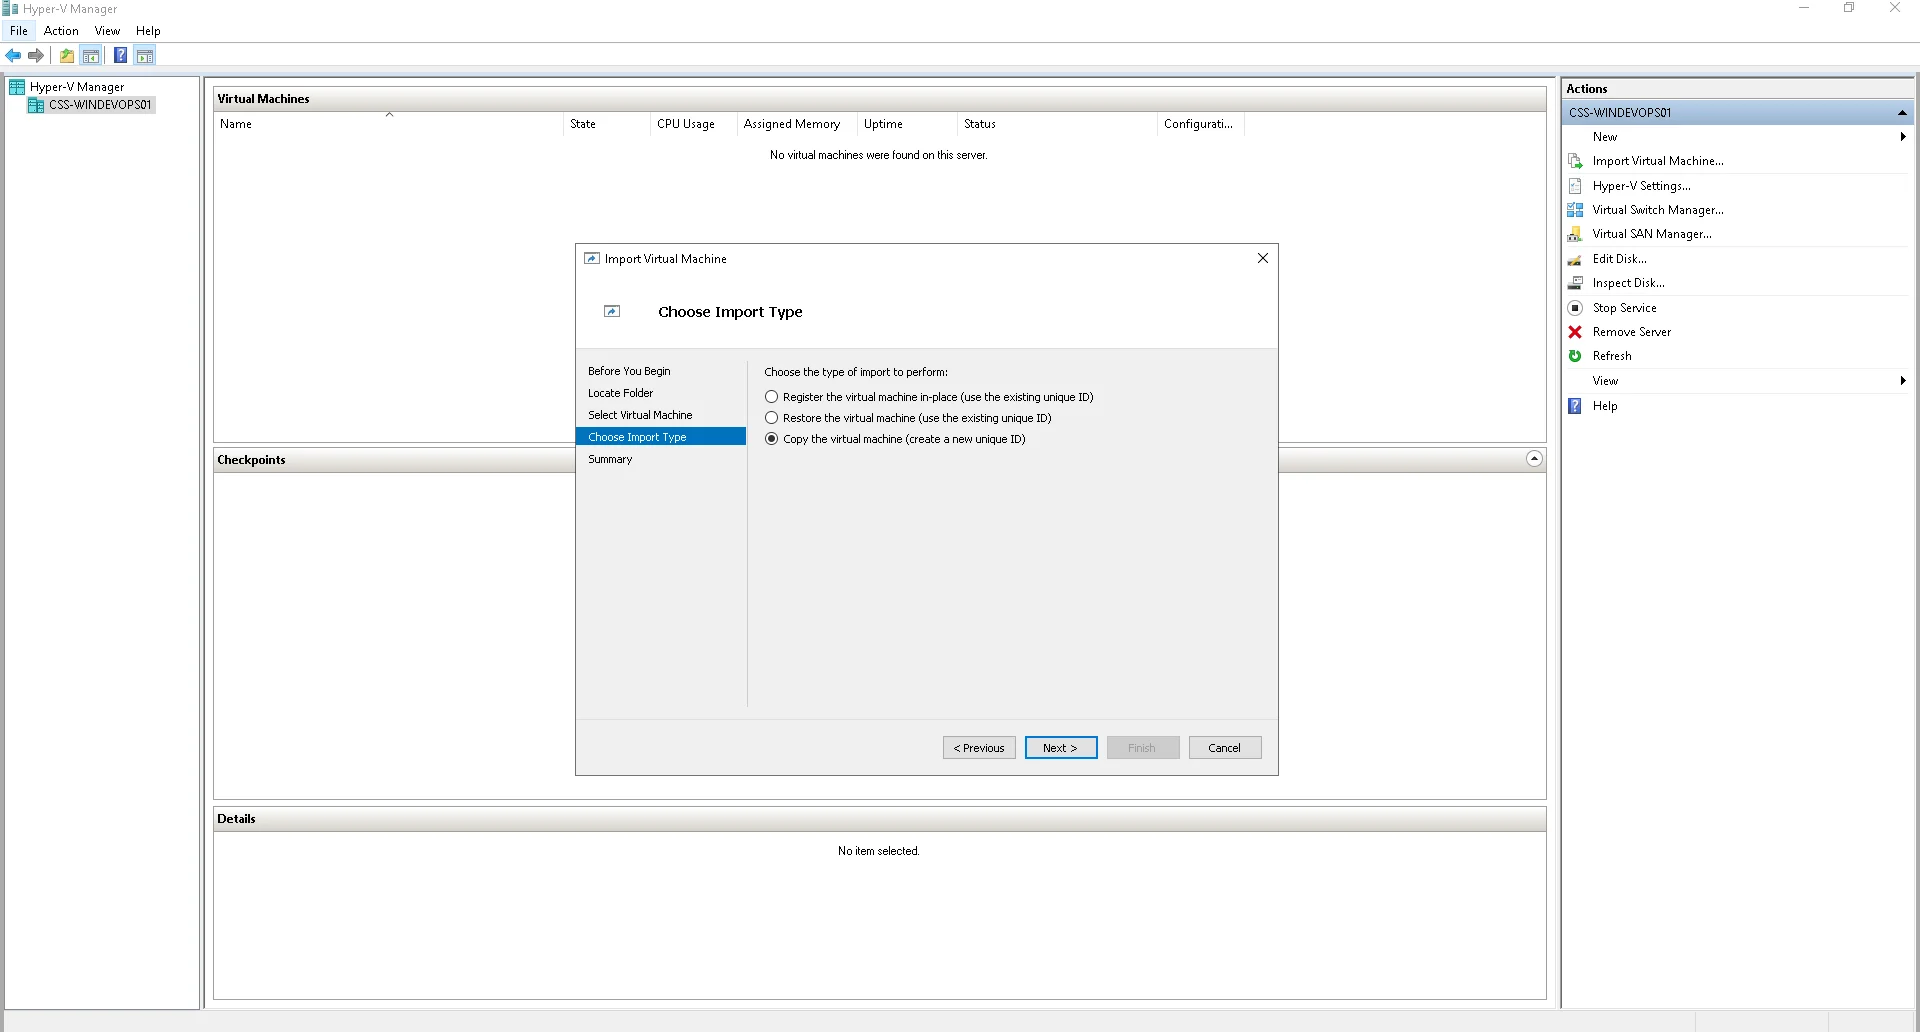 Hyper-V Manager
File Action View Help
Hyper-V Manager
CSS-WINDEVOPS01
Virtual Machines
Name State CPU Usage Assigned Memory Uptime Status Configurati...
No virtual machines were found on this server.
Import Virtual Machine
Choose Import Type
Before You Begin
Locate Folder
Select Virtual Machine
Choose Import Type
Summary
Choose the type of import to perform:
Register the virtual machine in-place (use the existing unique ID)
Restore the virtual machine (use the existing unique ID)
Copy the virtual machine (create a new unique ID)
< Previous Next > Finish Cancel
Checkpoints
Details
No item selected.
Actions
CSS-WINDEVOPS01
New
Import Virtual Machine...
Hyper-V Settings...
Virtual Switch Manager...
Virtual SAN Manager...
Edit Disk...
Inspect Disk...
Stop Service
Remove Server
Refresh
View
Help